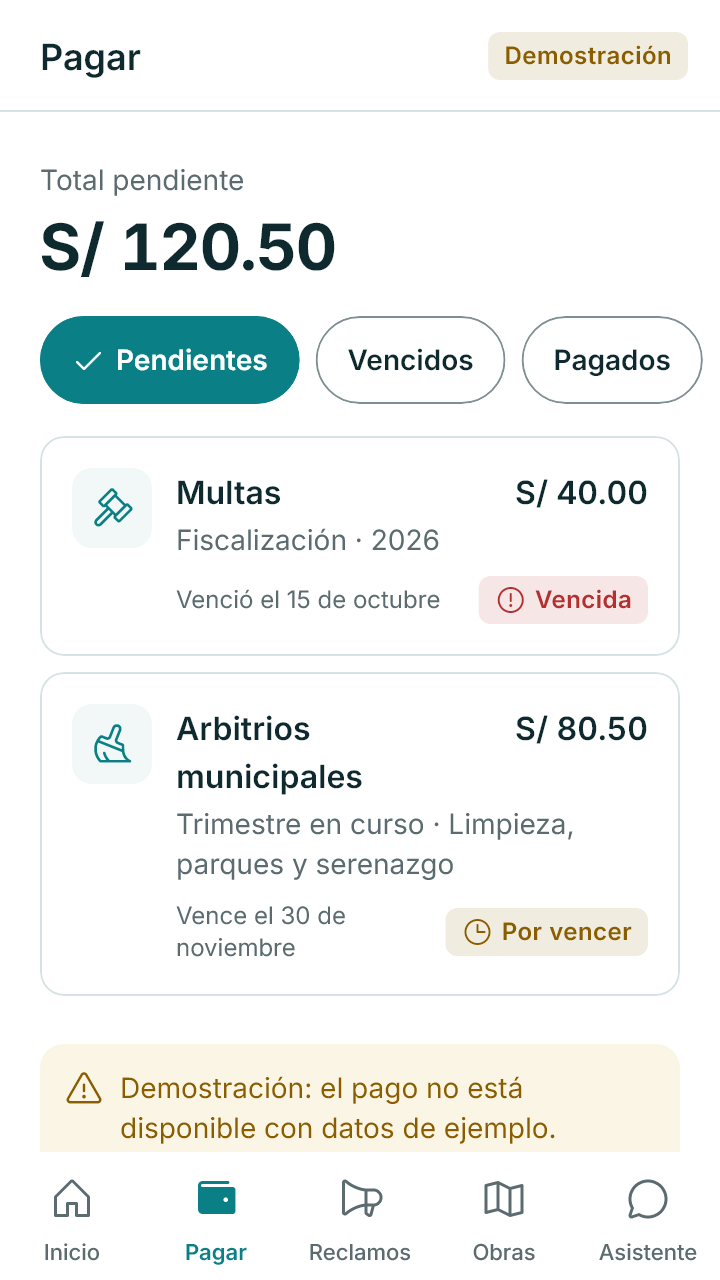 Pagar
Demostración
Total pendiente
S/ 120.50
Pendientes
Vencidos
Pagados
Multas
S/ 40.00
Fiscalización · 2026
Venció el 15 de octubre
Vencida
Arbitrios
municipales
S/ 80.50
Trimestre en curso · Limpieza,
parques y serenazgo
Vence el 30 de
noviembre
Por vencer
Demostración: el pago no está
disponible con datos de ejemplo.
Inicio
Pagar
Reclamos
Obras
Asistente